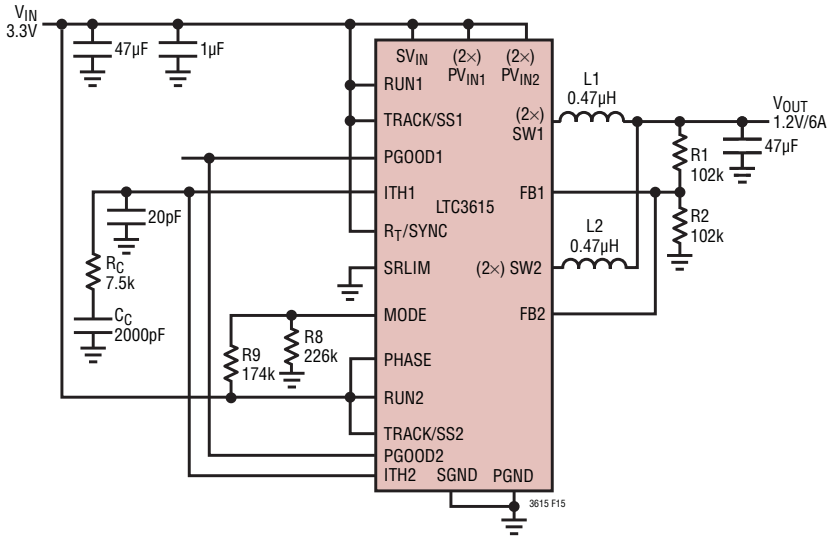 VIN
3.3V
47µF
1µF
SVIN
(2×)
PVIN1
(2×)
PVIN2
RUN1
TRACK/SS1
PGOOD1
ITH1
RT/SYNC
SRLIM
MODE
PHASE
RUN2
TRACK/SS2
PGOOD2
ITH2
SGND
PGND
LTC3615
(2×)
SW1
FB1
(2×) SW2
FB2
L1
0.47µH
VOUT
1.2V/6A
47µF
R1
102k
R2
102k
L2
0.47µH
20pF
RC
7.5k
CC
2000pF
R9
174k
R8
226k
3615 F15